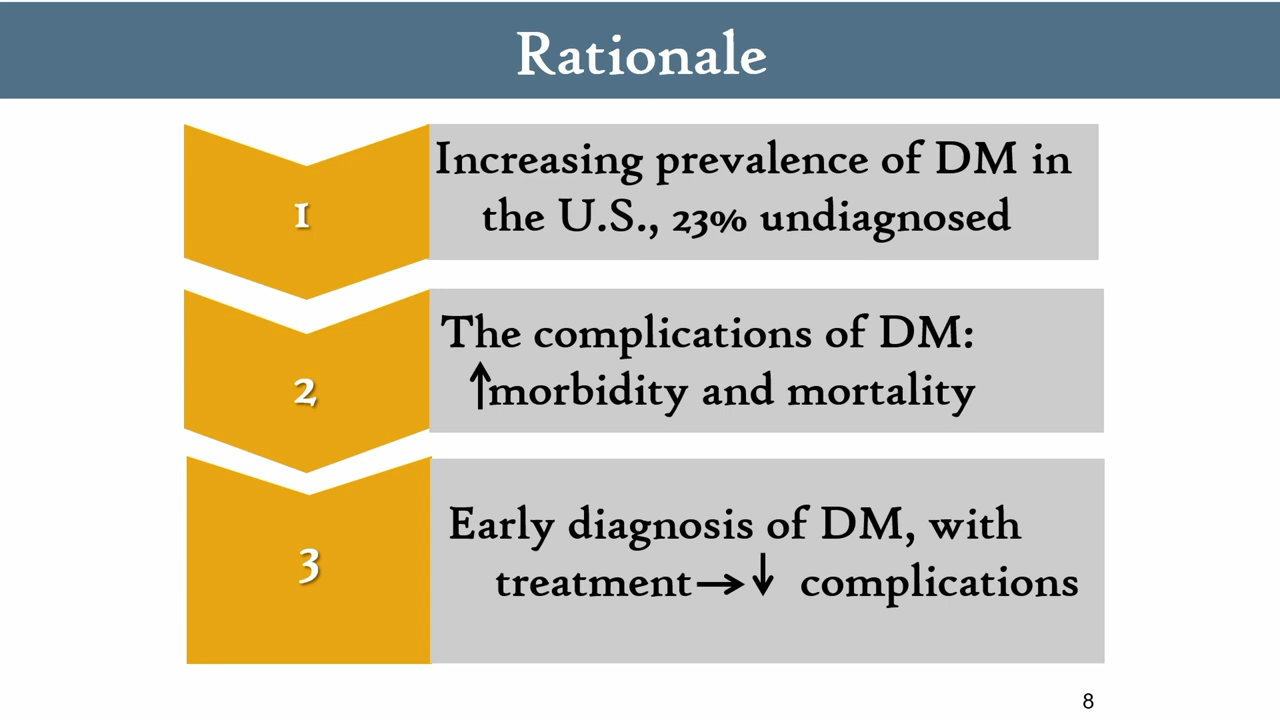 Rationale
1
Increasing prevalence of DM in
the U.S., 23% undiagnosed
2
The complications of DM:
↑morbidity and mortality
3
Early diagnosis of DM, with
treatment→↓ complications
8